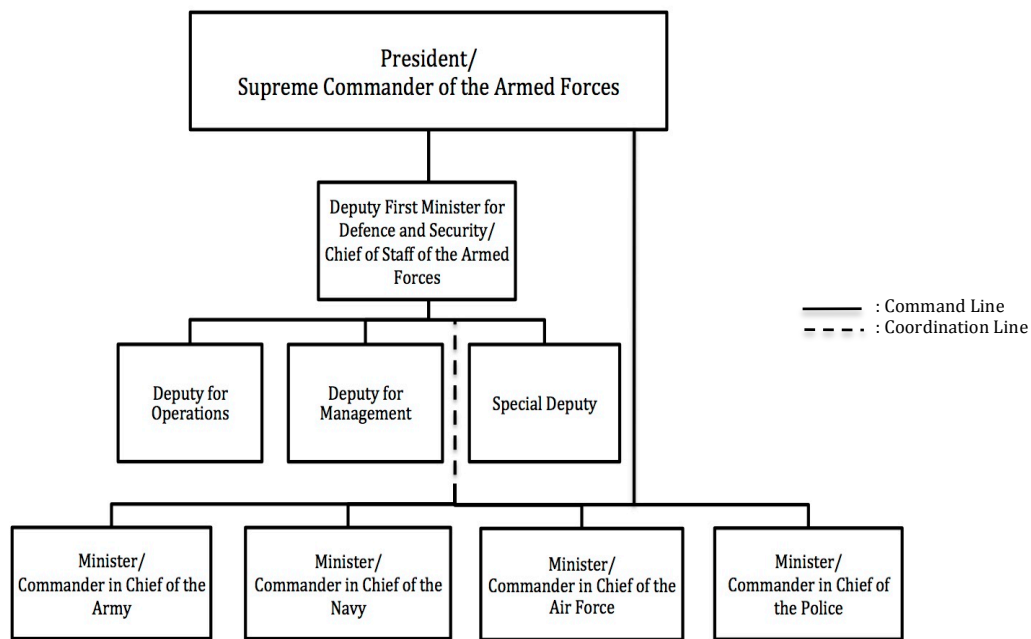 President/
Supreme Commander of the Armed Forces
Deputy First Minister for
Defence and Security/
Chief of Staff of the Armed
Forces
: Command Line
: Coordination Line
Deputy for
Operations
Deputy for
Management
Special Deputy
Minister/
Commander in Chief of the
Army
Minister/
Commander in Chief of the
Navy
Minister/
Commander in Chief of the
Air Force
Minister/
Commander in Chief of
the Police